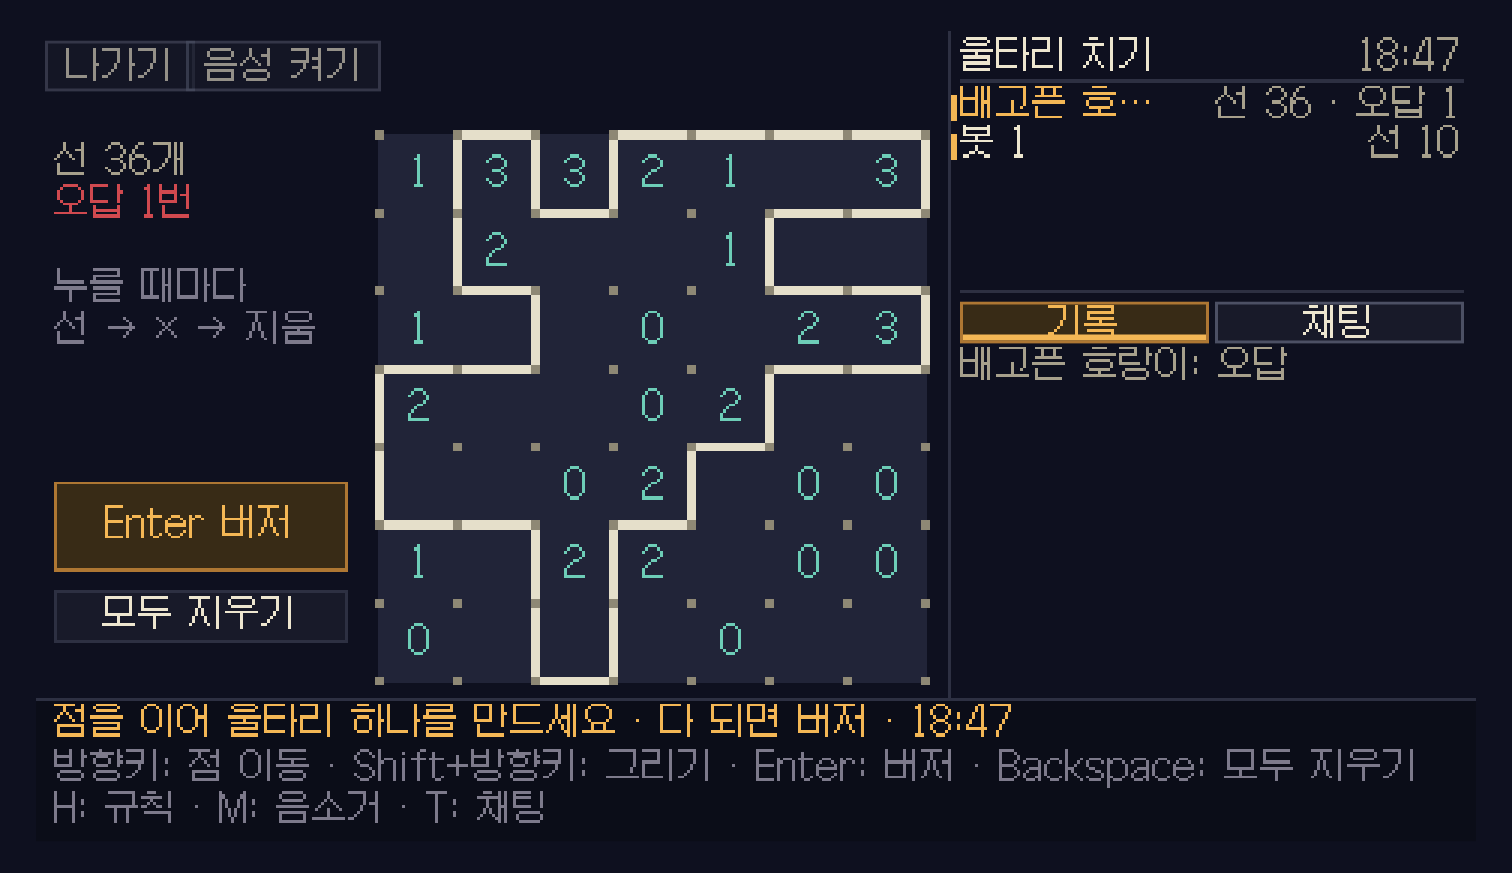 나가기 음성 켜기
울타리 치기 18:47
배고픈 호… 선 36 · 오답 1
봇 1 선 10
선 36개
오답 1번
누를 때마다
선 → × → 지움
Enter 버저
모두 지우기
1 3 3 2 1 3
2 1
1 0 2 3
2 0 2
0 2 0 0
1 2 2 0 0
0 0
기록 채팅
배고픈 호랑이: 오답
점을 이어 울타리 하나를 만드세요 · 다 되면 버저 · 18:47
방향키: 점 이동 · Shift+방향키: 그리기 · Enter: 버저 · Backspace: 모두 지우기
H: 규칙 · M: 음소거 · T: 채팅